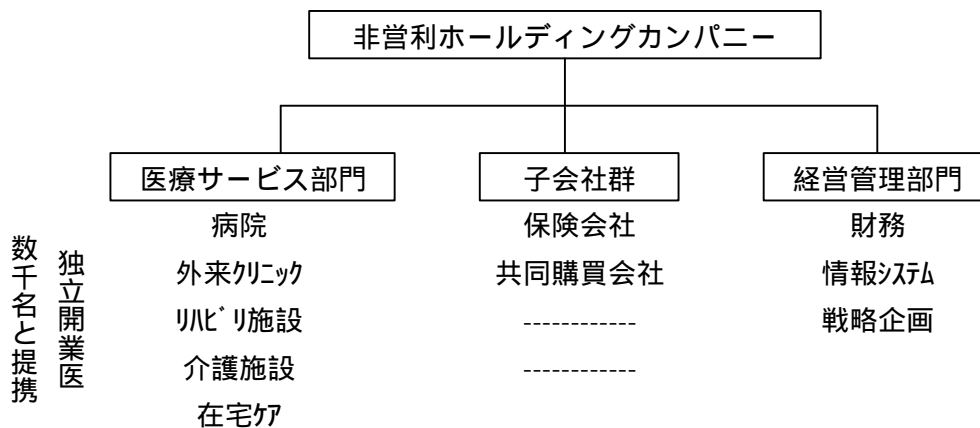 非営利ホールディングカンパニー
医療サービス部門
病院
外来ｸﾘﾆｯｸ
ﾘﾊﾋﾞﾘ施設
介護施設
在宅ｹｱ
子会社群
保険会社
共同購買会社
------------
------------
経営管理部門
財務
情報ｼｽﾃﾑ
戦略企画
独立開業医
数千名と提携